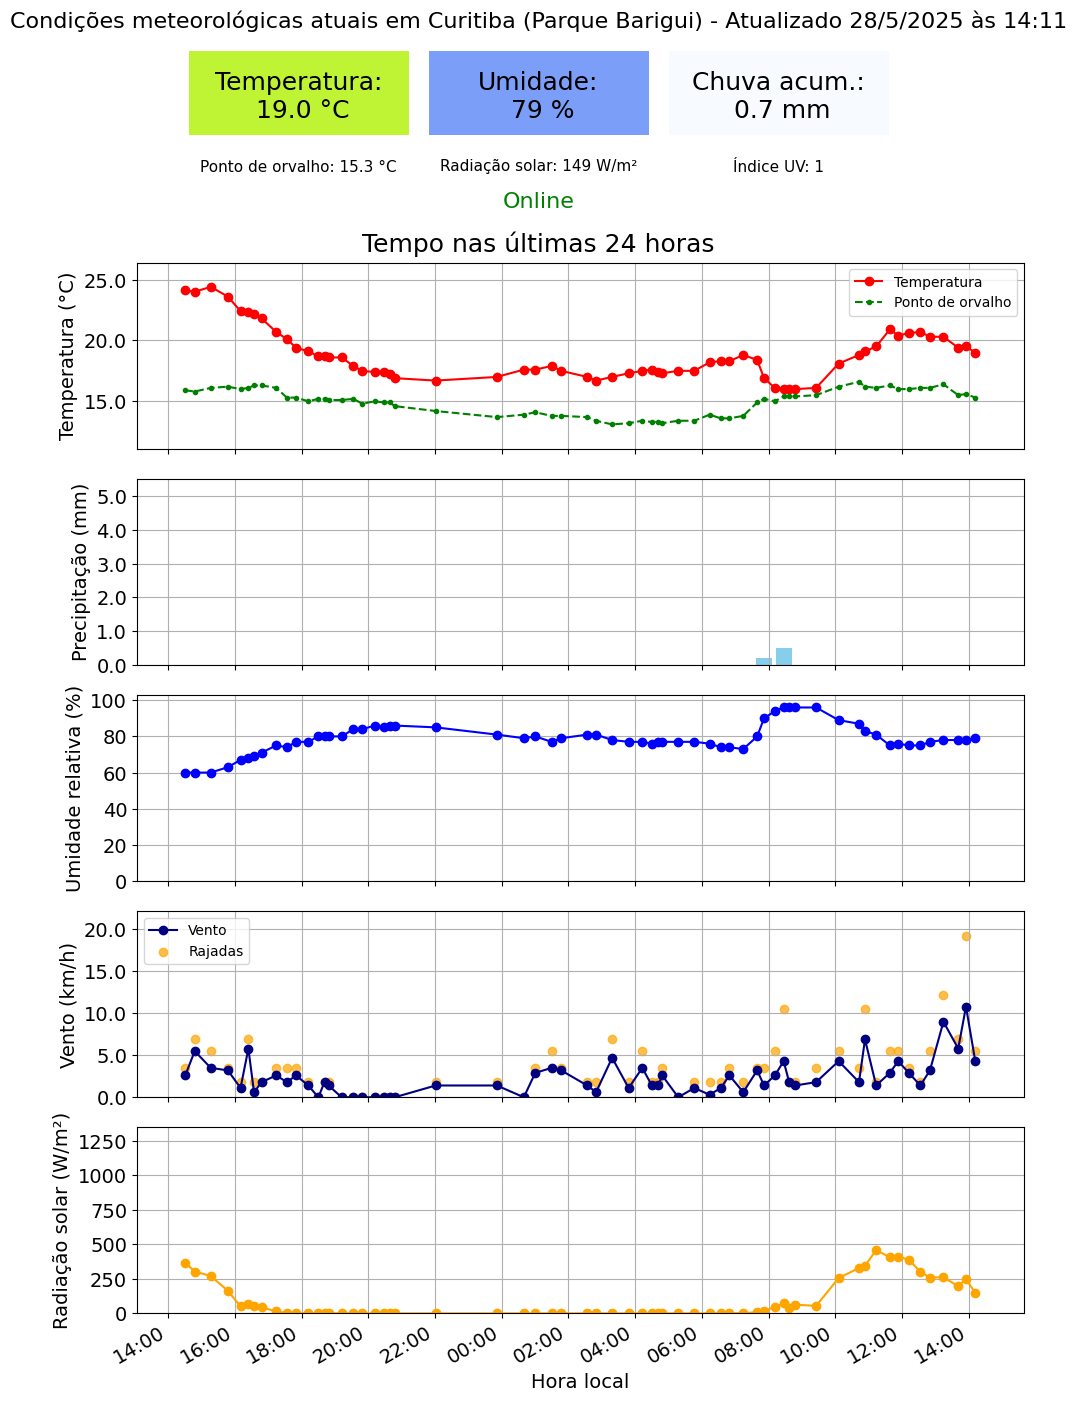 Condições meteorológicas atuais em Curitiba (Parque Barigui) - Atualizado 28/5/2025 às 14:11
Temperatura:
19.0 °C
Umidade:
79 %
Chuva acum.:
0.7 mm
Ponto de orvalho: 15.3 °C
Radiação solar: 149 W/m²
Índice UV: 1
Online
Tempo nas últimas 24 horas
Temperatura (°C)
25.0
20.0
15.0
Temperatura
Ponto de orvalho
Precipitação (mm)
5.0
4.0
3.0
2.0
1.0
0.0
Umidade relativa (%)
100
80
60
40
20
0
Vento (km/h)
20.0
15.0
10.0
5.0
0.0
Vento
Rajadas
Radiação solar (W/m²)
1250
1000
750
500
250
0
14:00
16:00
18:00
20:00
22:00
00:00
02:00
04:00
06:00
08:00
10:00
12:00
14:00
Hora local